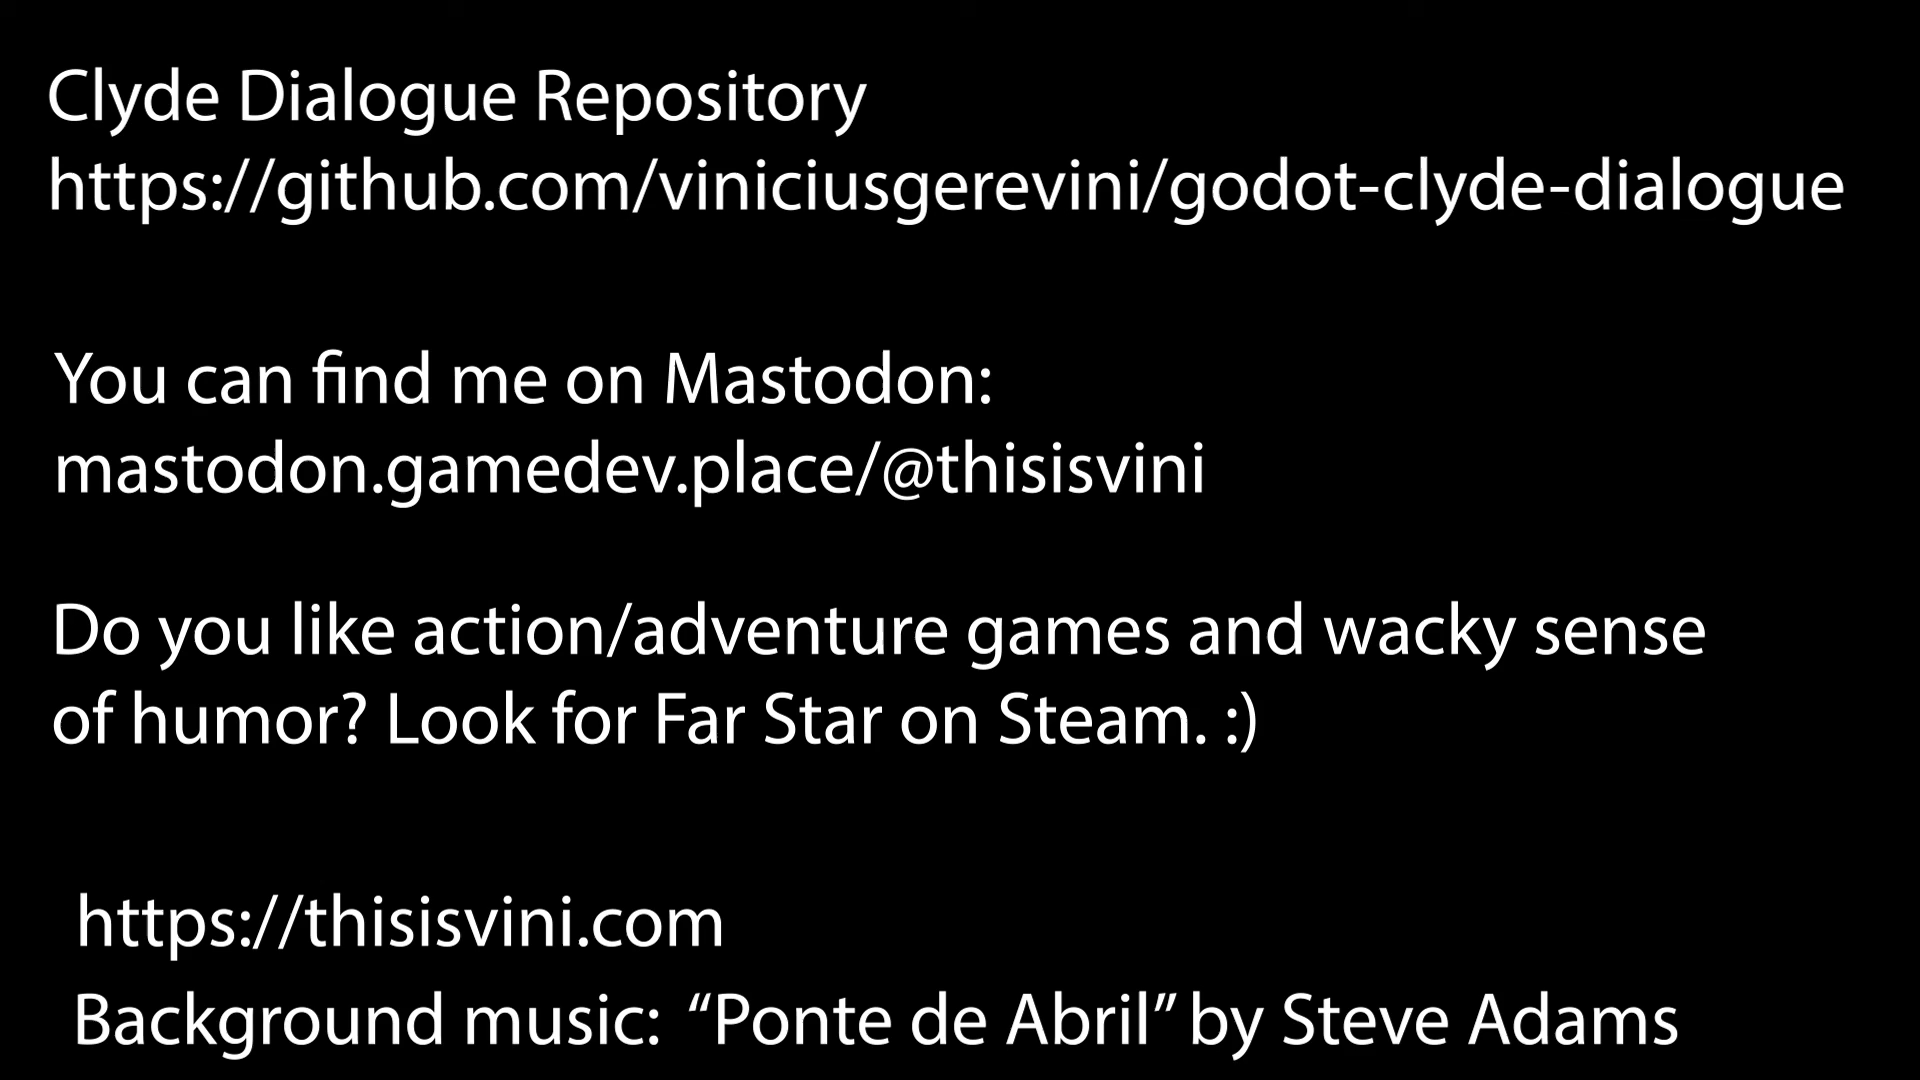 Clyde Dialogue Repository
https://github.com/viniciusgerevini/godot-clyde-dialogue
You can find me on Mastodon:
mastodon.gamedev.place/@thisisvini
Do you like action/adventure games and wacky sense
of humor? Look for Far Star on Steam. :)
https://thisisvini.com
Background music: “Ponte de Abril” by Steve Adams